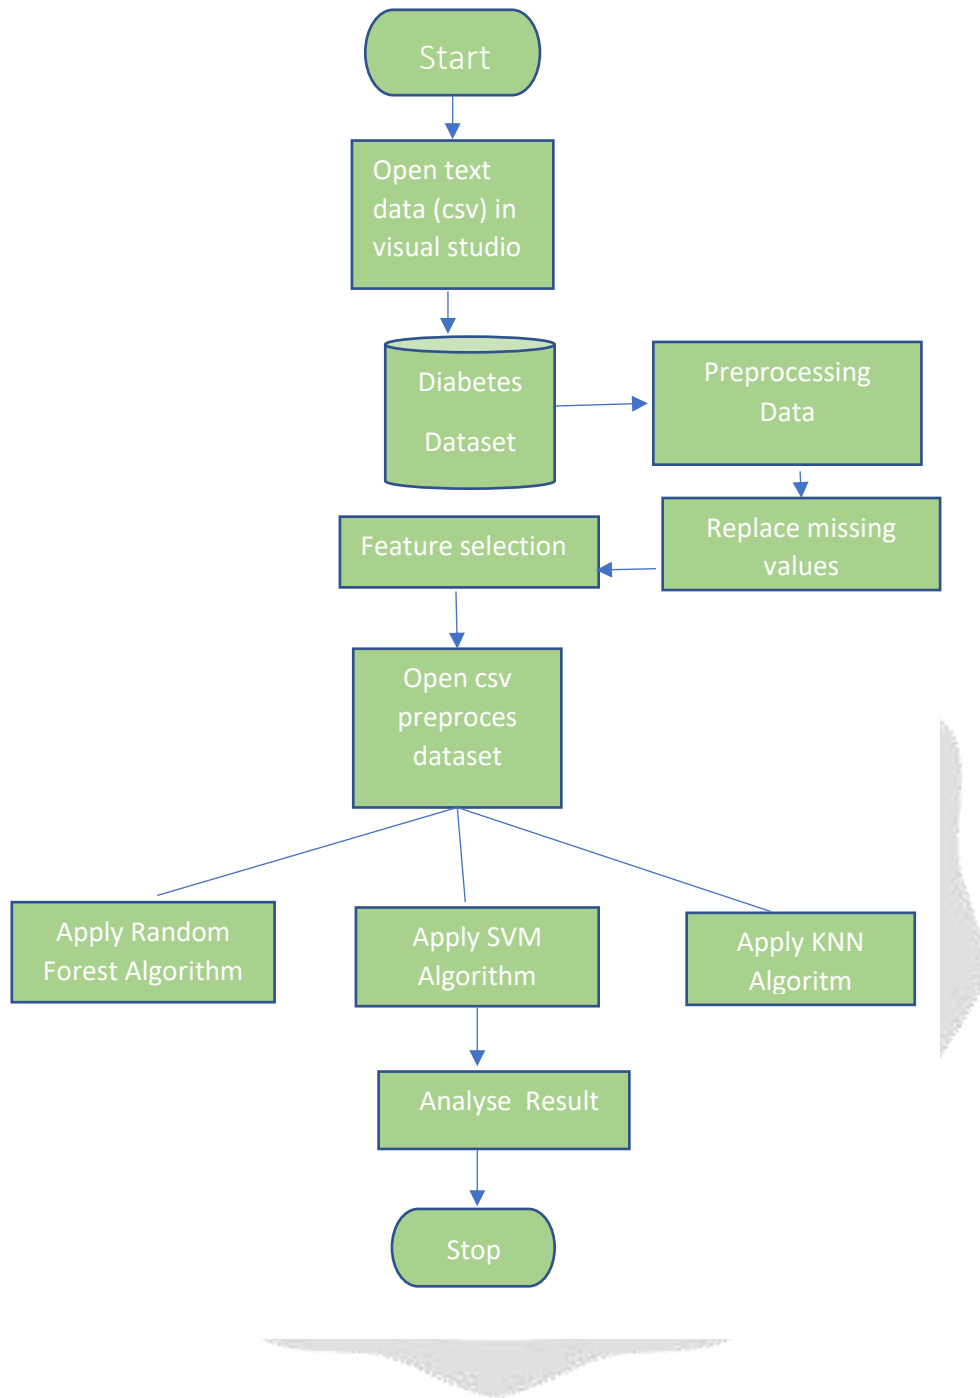 Start
Open text
data (csv) in
visual studio
Diabetes
Dataset
Preprocessing
Data
Replace missing
values
Feature selection
Open csv
preproces
dataset
Apply Random
Forest Algorithm
Apply SVM
Algorithm
Apply KNN
Algoritm
Analyse  Result
Stop